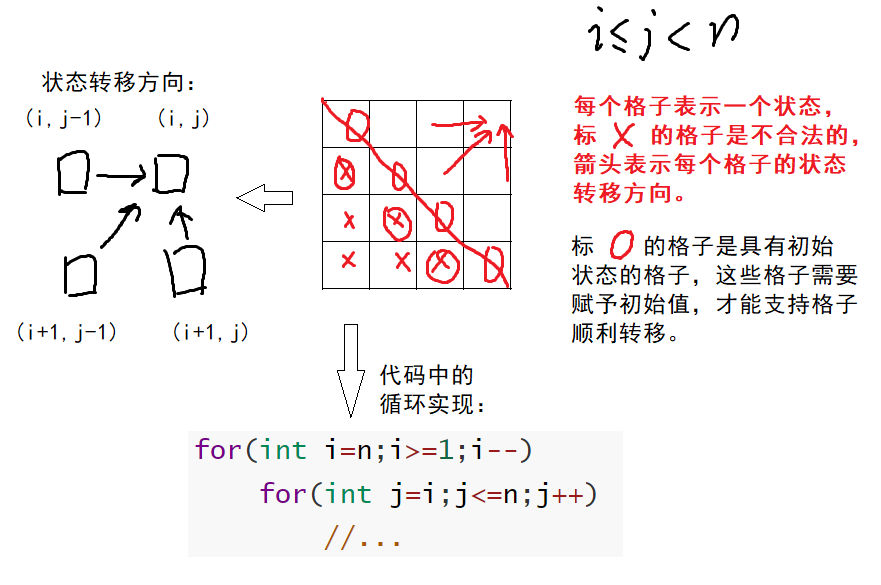 i≤j<n
状态转移方向：
(i,j-1) (i,j)
(i+1,j-1) (i+1,j)
每个格子表示一个状态，
标 X 的格子是不合法的，
箭头表示每个格子的状态
转移方向。
标 0 的格子是具有初始
状态的格子，这些格子需要
赋予初始值，才能支持格子
顺利转移。
代码中的
循环实现：
for(int i=n;i>=1;i--)
for(int j=i;j<=n;j++)
//...